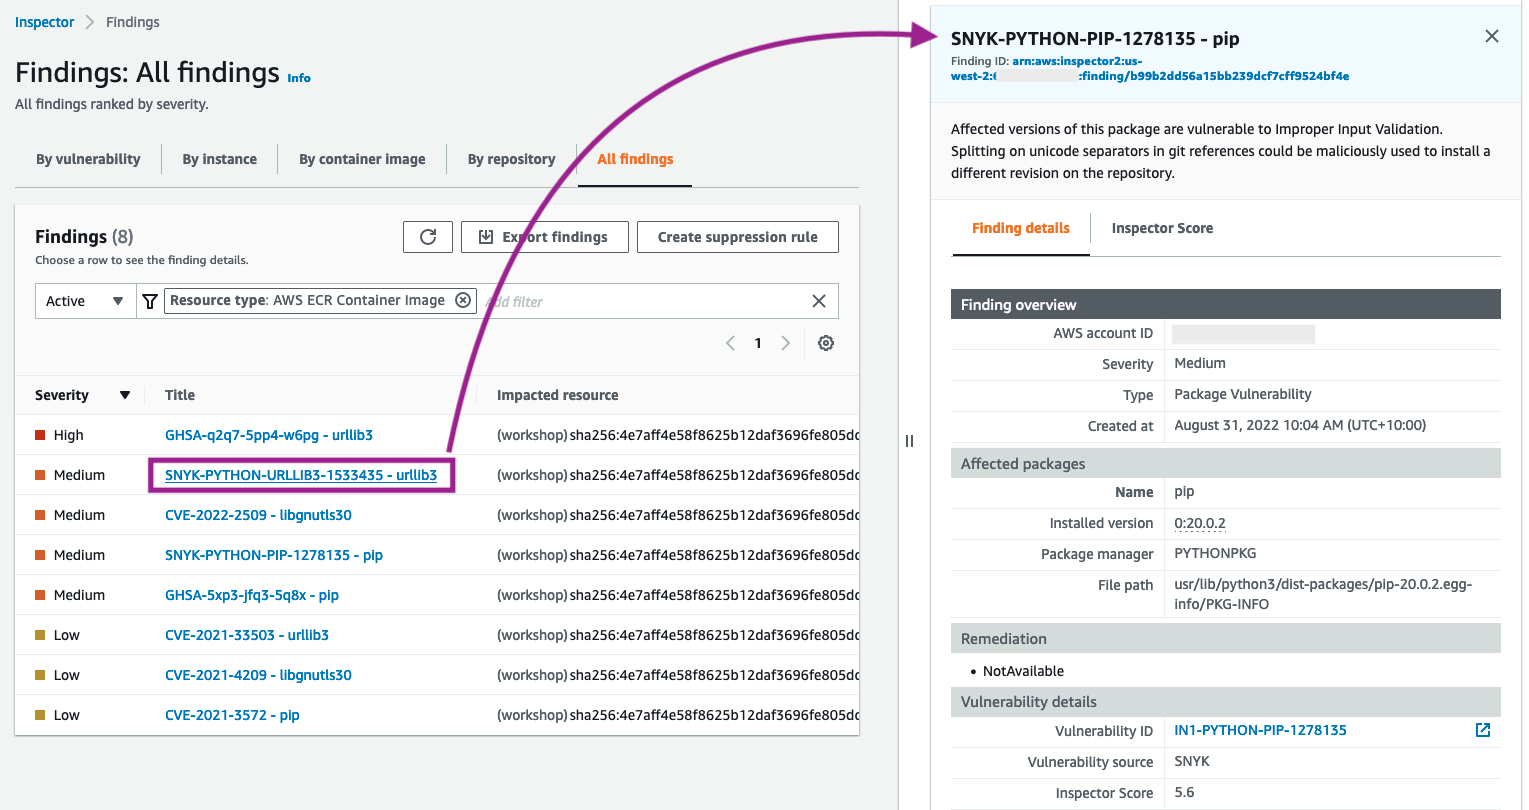 Inspector > Findings
Findings: All findings Info
All findings ranked by severity.
By vulnerability
By instance
By container image
By repository
All findings
Findings (8)
Choose a row to see the finding details.
Export findings
Create suppression rule
Active
Resource type: AWS ECR Container Image
Add filter
1
Severity Title Impacted resource
High GHSA-q2q7-5pp4-w6pg - urllib3 (workshop) sha256:4e7aff4e58f8625b12daf3696fe805dc
Medium SNYK-PYTHON-URLLIB3-1533435 - urllib3 (workshop) sha256:4e7aff4e58f8625b12daf3696fe805dc
Medium CVE-2022-2509 - libgnutls30 (workshop) sha256:4e7aff4e58f8625b12daf3696fe805dc
Medium SNYK-PYTHON-PIP-1278135 - pip (workshop) sha256:4e7aff4e58f8625b12daf3696fe805dc
Medium GHSA-5xp3-jfq3-5q8x - pip (workshop) sha256:4e7aff4e58f8625b12daf3696fe805dc
Low CVE-2021-33503 - urllib3 (workshop) sha256:4e7aff4e58f8625b12daf3696fe805dc
Low CVE-2021-4209 - libgnutls30 (workshop) sha256:4e7aff4e58f8625b12daf3696fe805dc
Low CVE-2021-3572 - pip (workshop) sha256:4e7aff4e58f8625b12daf3696fe805dc
SNYK-PYTHON-PIP-1278135 - pip
Finding ID: arn:aws:inspector2:us-
west-2: :finding/b99b2dd56a15bb239dcf7cff9524bf4e
Affected versions of this package are vulnerable to Improper Input Validation.
Splitting on unicode separators in git references could be maliciously used to install a
different revision on the repository.
Finding details
Inspector Score
Finding overview
AWS account ID
Severity Medium
Type Package Vulnerability
Created at August 31, 2022 10:04 AM (UTC+10:00)
Affected packages
Name pip
Installed version 0:20.0.2
Package manager PYTHONPKG
File path usr/lib/python3/dist-packages/pip-20.0.2.egg-
info/PKG-INFO
Remediation
• NotAvailable
Vulnerability details
Vulnerability ID IN1-PYTHON-PIP-1278135
Vulnerability source SNYK
Inspector Score 5.6